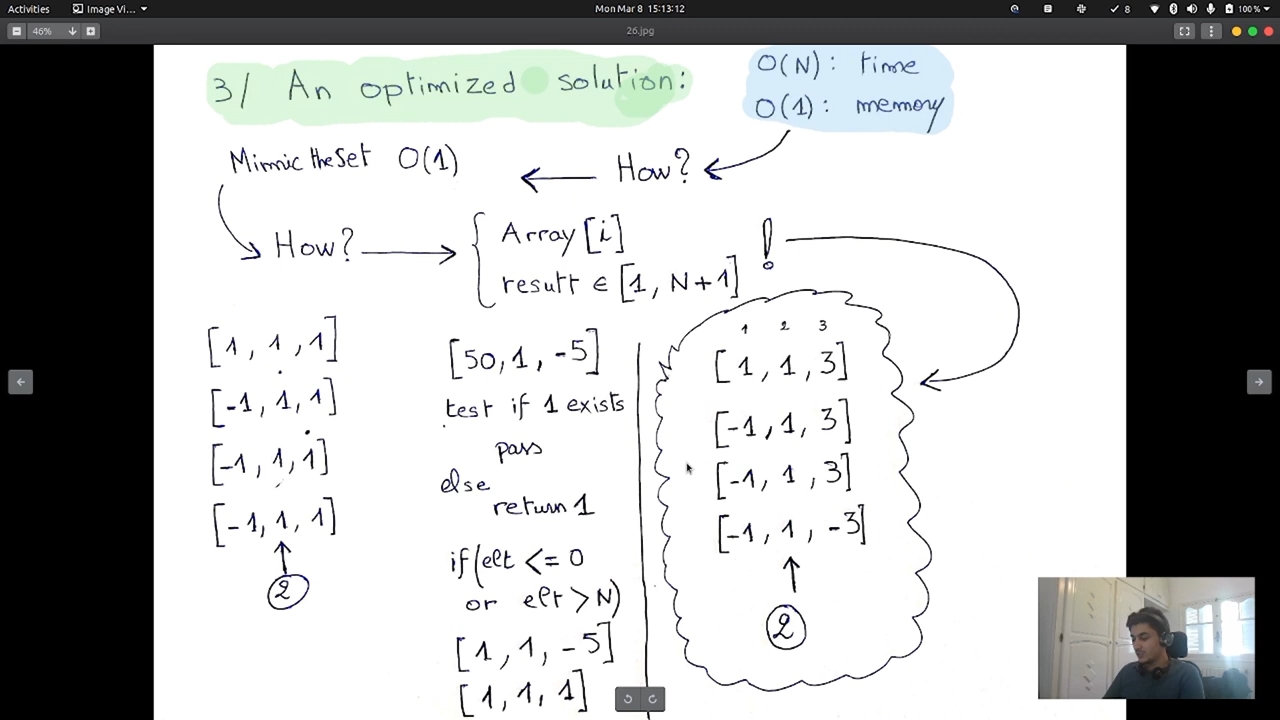 Activities
Image Vi...
Mon Mar 8 15:13:12
8
100 %
46%
26.jpg
3/ An optimized solution:
O(N): time
O(1): memory
Mimic the Set O(1)
How?
How?
Array[i]
result ∈ [1, N+1]
!
[1, 1, 1]
[-1, 1, 1]
[-1, 1, 1]
[-1, 1, 1]
2
[50, 1, -5]
test if 1 exists
pass
else
return 1
if(elt <= 0
or elt > N)
[1, 1, -5]
[1, 1, 1]
1 2 3
[1, 1, 3]
[-1, 1, 3]
[-1, 1, 3]
[-1, 1, -3]
2